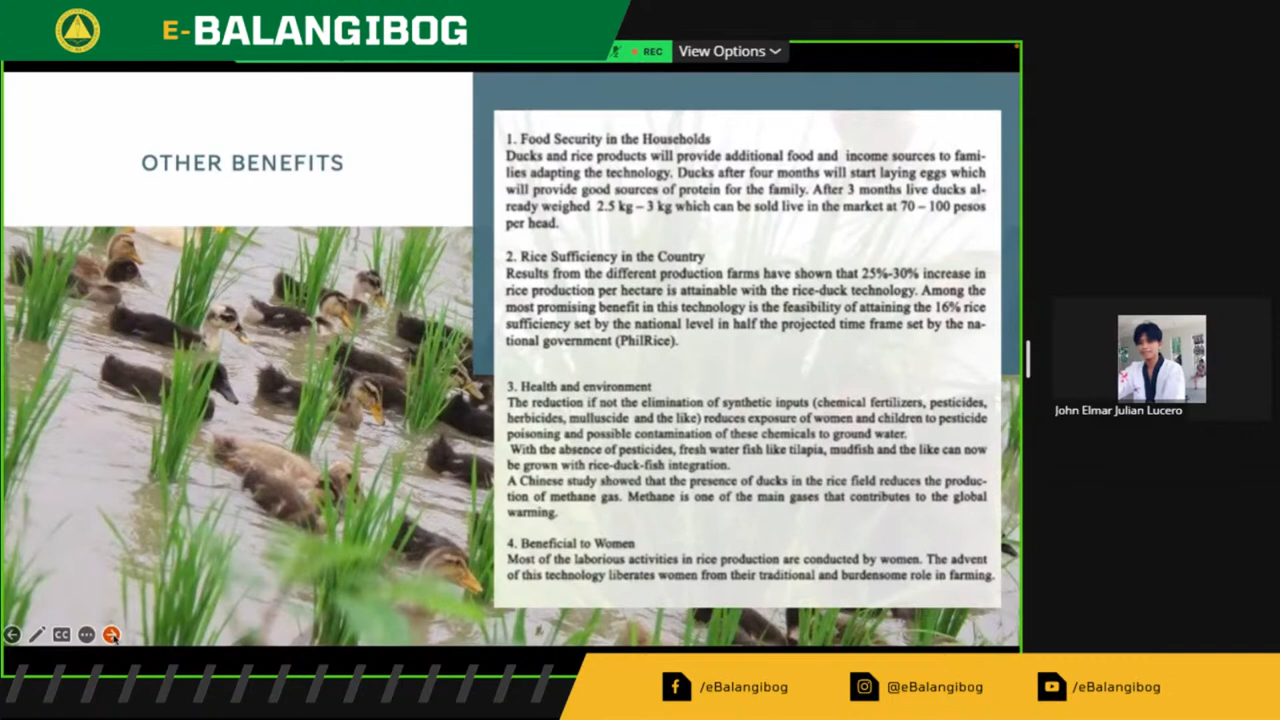 E-BALANGIBOG
REC
View Options
OTHER BENEFITS
1. Food Security in the Households
Ducks and rice products will provide additional food and income sources to fami-
lies adapting the technology. Ducks after four months will start laying eggs which
will provide good sources of protein for the family. After 3 months live ducks al-
ready weighed 2.5 kg – 3 kg which can be sold live in the market at 70 – 100 pesos
per head.
2. Rice Sufficiency in the Country
Results from the different production farms have shown that 25%-30% increase in
rice production per hectare is attainable with the rice-duck technology. Among the
most promising benefit in this technology is the feasibility of attaining the 16% rice
sufficiency set by the national level in half the projected time frame set by the na-
tional government (PhilRice).
3. Health and environment
The reduction if not the elimination of synthetic inputs (chemical fertilizers, pesticides,
herbicides, mulluscide and the like) reduces exposure of women and children to pesticide
poisoning and possible contamination of these chemicals to ground water.
With the absence of pesticides, fresh water fish like tilapia, mudfish and the like can now
be grown with rice-duck-fish integration.
A Chinese study showed that the presence of ducks in the rice field reduces the produc-
tion of methane gas. Methane is one of the main gases that contributes to the global
warming.
4. Beneficial to Women
Most of the laborious activities in rice production are conducted by women. The advent
of this technology liberates women from their traditional and burdensome role in farming.
John Elmar Julian Lucero
CC
/eBalangibog
@eBalangibog
/eBalangibog